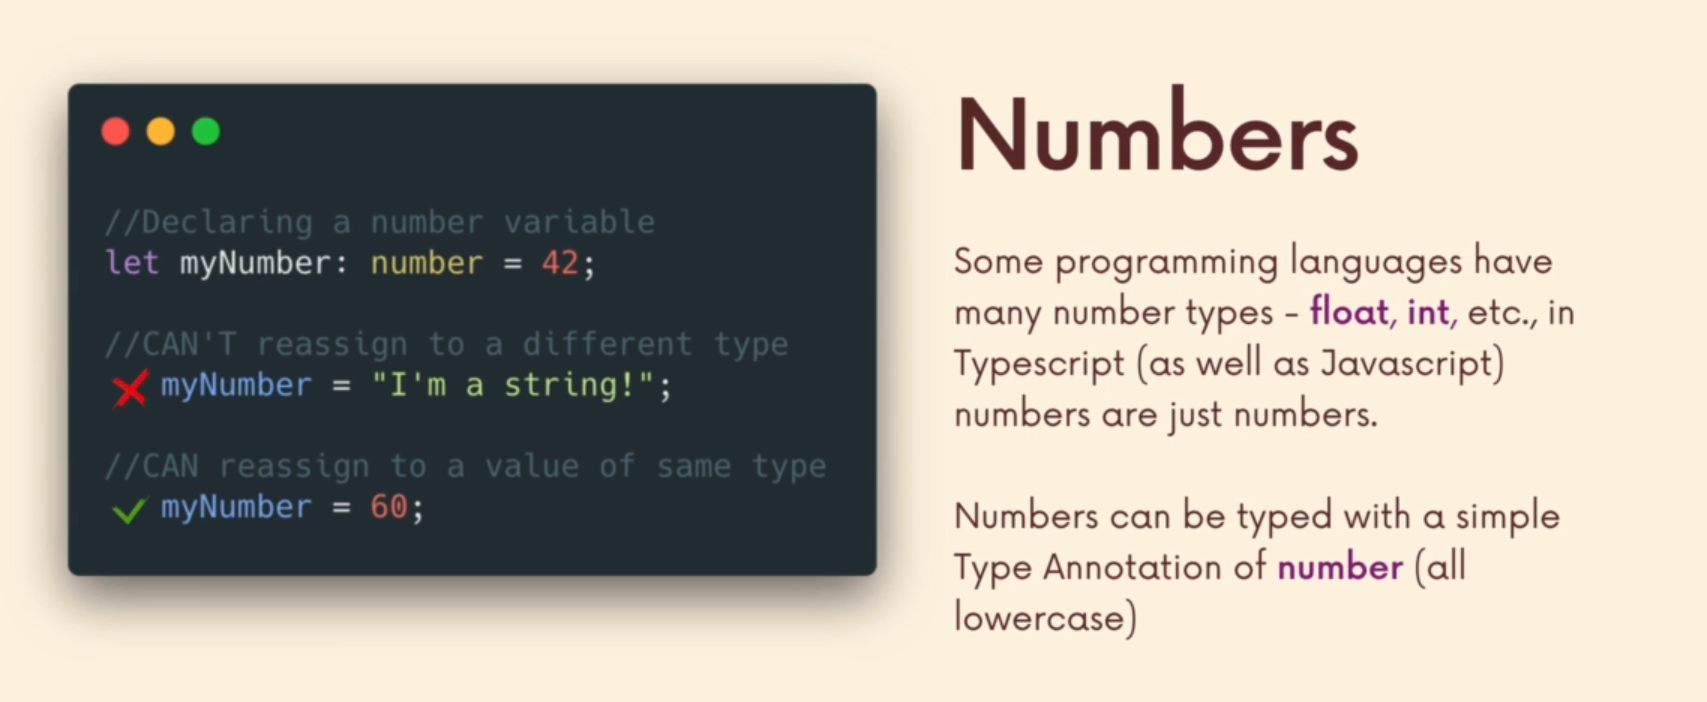 //Declaring a number variable
let myNumber: number = 42;
//CAN'T reassign to a different type
myNumber = "I'm a string!";
//CAN reassign to a value of same type
myNumber = 60;
Numbers
Some programming languages have
many number types - float, int, etc., in
Typescript (as well as Javascript)
numbers are just numbers.
Numbers can be typed with a simple
Type Annotation of number (all
lowercase)